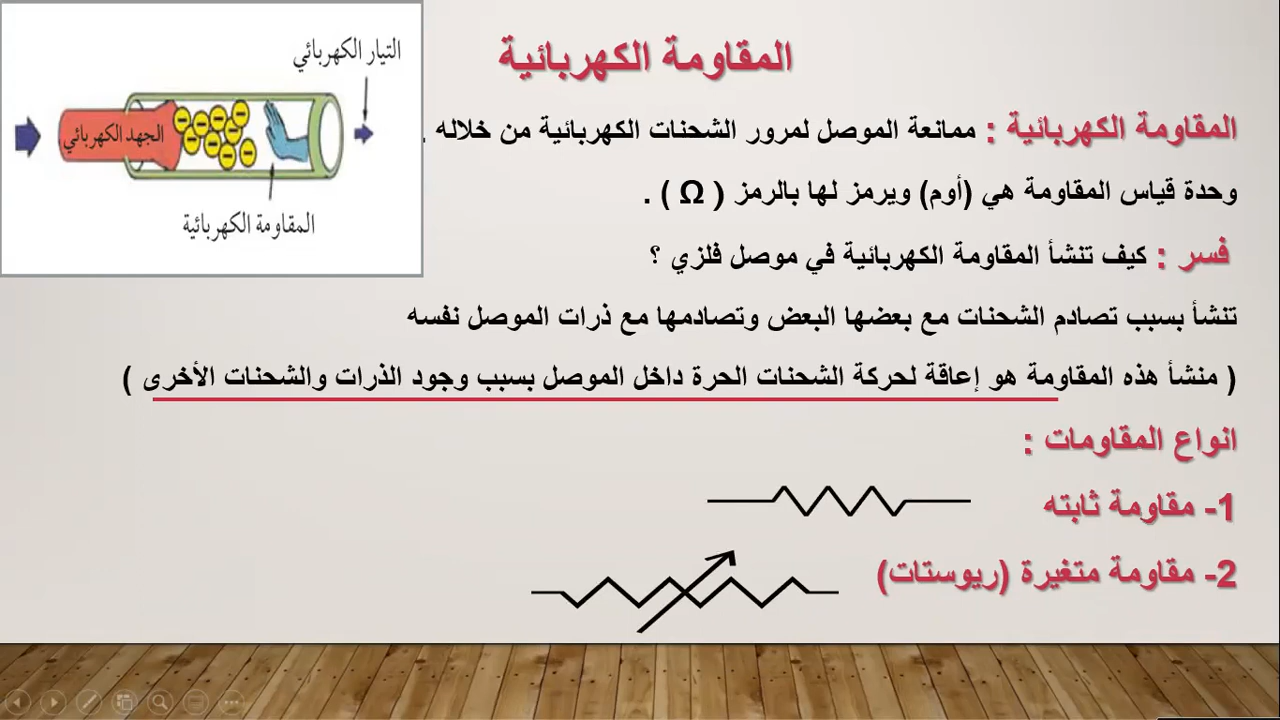 المقاومة الكهربائية
التيار الكهربائي
الجهد الكهربائي
المقاومة الكهربائية
المقاومة الكهربائية : ممانعة الموصل لمرور الشحنات الكهربائية من خلاله .
وحدة قياس المقاومة هي (أوم) ويرمز لها بالرمز ( Ω ) .
فسر : كيف تنشأ المقاومة الكهربائية في موصل فلزي ؟
تنشأ بسبب تصادم الشحنات مع بعضها البعض وتصادمها مع ذرات الموصل نفسه
( منشأ هذه المقاومة هو إعاقة لحركة الشحنات الحرة داخل الموصل بسبب وجود الذرات والشحنات الأخرى )
انواع المقاومات :
1- مقاومة ثابته
2- مقاومة متغيرة (ريوستات)